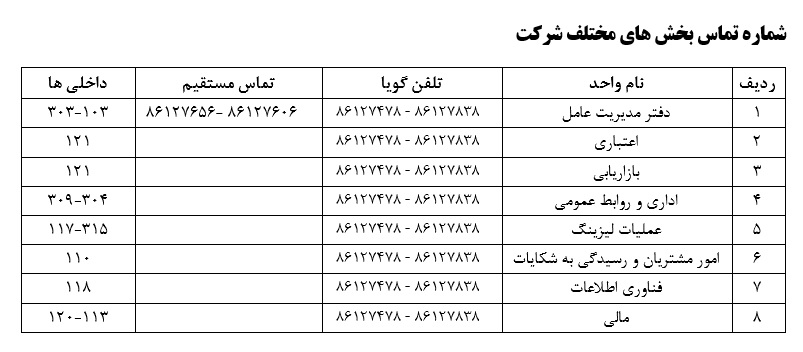 شماره تماس بخش های مختلف شرکت
ردیف نام واحد تلفن گویا تماس مستقیم داخلی ها
۱ دفتر مدیریت عامل ۸۶۱۲۷۸۳۸ - ۸۶۱۲۷۴۷۸ ۸۶۱۲۷۶۰۶ -۸۶۱۲۷۶۵۶ ۱۰۳-۳۰۳
۲ اعتباری ۸۶۱۲۷۸۳۸ - ۸۶۱۲۷۴۷۸ ۱۲۱
۳ بازاریابی ۸۶۱۲۷۸۳۸ - ۸۶۱۲۷۴۷۸ ۱۲۱
۴ اداری و روابط عمومی ۸۶۱۲۷۸۳۸ - ۸۶۱۲۷۴۷۸ ۳۰۴-۳۰۹
۵ عملیات لیزینگ ۸۶۱۲۷۸۳۸ - ۸۶۱۲۷۴۷۸ ۳۱۵-۱۱۷
۶ امور مشتریان و رسیدگی به شکایات ۸۶۱۲۷۸۳۸ - ۸۶۱۲۷۴۷۸ ۱۱۰
۷ فناوری اطلاعات ۸۶۱۲۷۸۳۸ - ۸۶۱۲۷۴۷۸ ۱۱۸
۸ مالی ۸۶۱۲۷۸۳۸ - ۸۶۱۲۷۴۷۸ ۱۱۳-۱۲۰